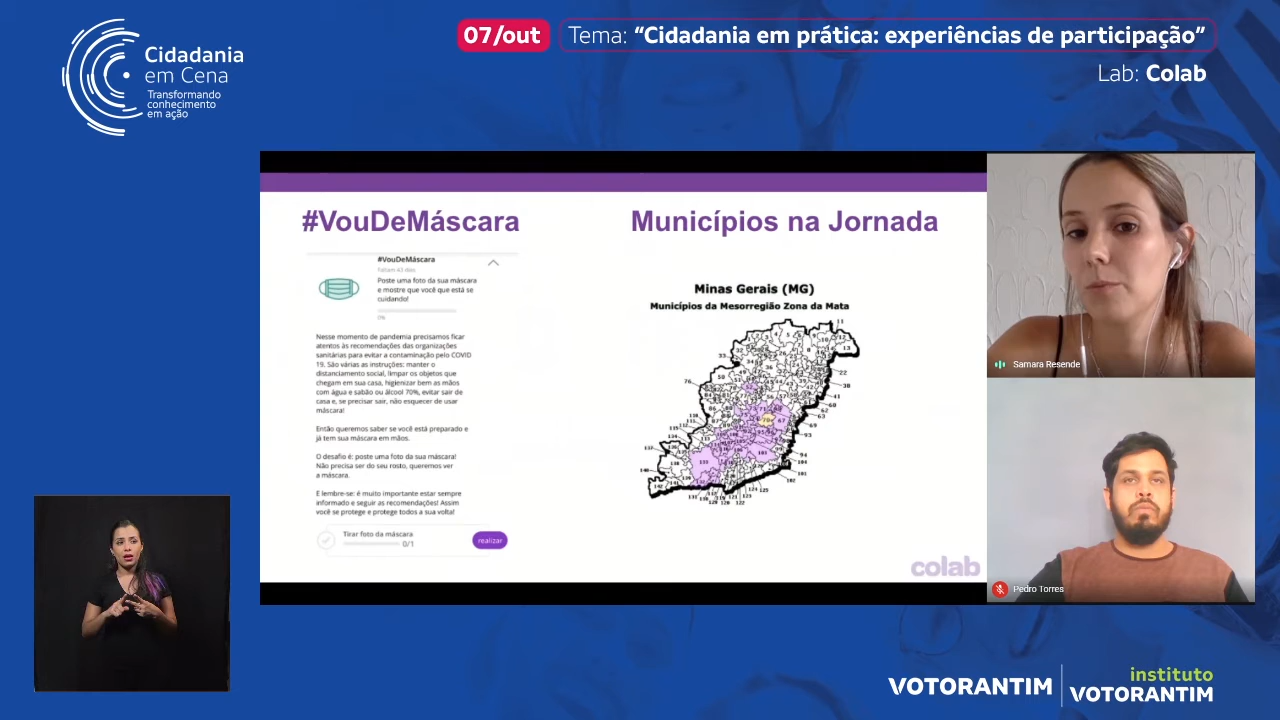 Cidadania
em Cena
Transformando
conhecimento
em ação
07/out
Tema: “Cidadania em prática: experiências de participação”
Lab: Colab
#VouDeMáscara
#VouDeMáscara
Faltam 43 dias
Poste uma foto da sua máscara
e mostre que você que está se
cuidando!
0%
Nesse momento de pandemia precisamos ficar
atentos às recomendações das organizações
sanitárias para evitar a contaminação pelo COVID
19. São várias as instruções: manter o
distanciamento social, limpar os objetos que
chegam em sua casa, higienizar bem as mãos
com água e sabão ou álcool 70%, evitar sair de
casa e, se precisar sair, não esquecer de usar
máscara!
Então queremos saber se você está preparado e
já tem sua máscara em mãos.
O desafio é: poste uma foto da sua máscara!
Não precisa ser do seu rosto, queremos ver
a máscara.
E lembre-se: é muito importante estar sempre
informado e seguir as recomendações! Assim
você se protege e protege todos a sua volta!
Tirar foto da máscara
0/1
realizar
Municípios na Jornada
Minas Gerais (MG)
Municípios da Mesorregião Zona da Mata
colab
Samara Resende
Pedro Torres
VOTORANTIM
instituto
VOTORANTIM